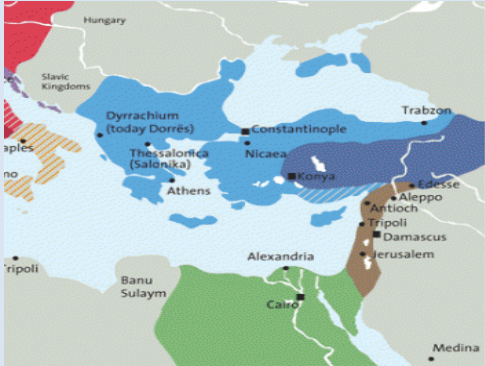 Hungary
Slavic
Kingdoms
Dyrrachium
(today Dorrës)
Trabzon
Constantinople
Thessalonica
(Salonika)
Nicaea
aples
Konya
Athens
Edesse
Aleppo
Antioch
Tripoli
Damascus
Jerusalem
Tripoli
Alexandria
Banu
Sulaym
Cairo
Medina